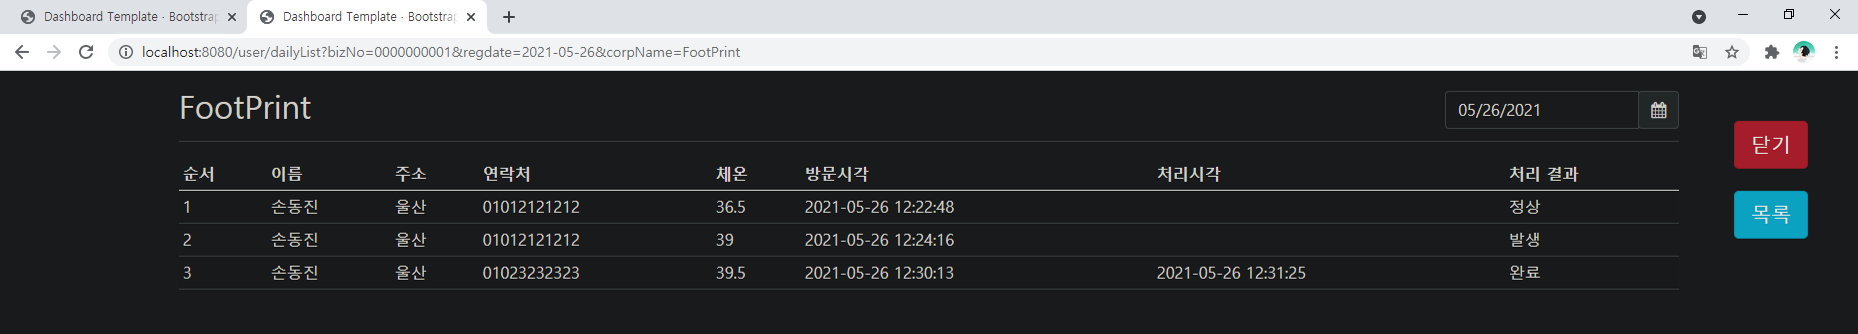 Dashboard Template · Bootstrap
Dashboard Template · Bootstrap
localhost:8080/user/dailyList?bizNo=0000000001&regdate=2021-05-26&corpName=FootPrint
FootPrint
05/26/2021
닫기
순서 이름 주소 연락처 체온 방문시각 처리시각 처리 결과
1 손동진 울산 01012121212 36.5 2021-05-26 12:22:48 정상
목록
2 손동진 울산 01012121212 39 2021-05-26 12:24:16 발생
3 손동진 울산 01023232323 39.5 2021-05-26 12:30:13 2021-05-26 12:31:25 완료